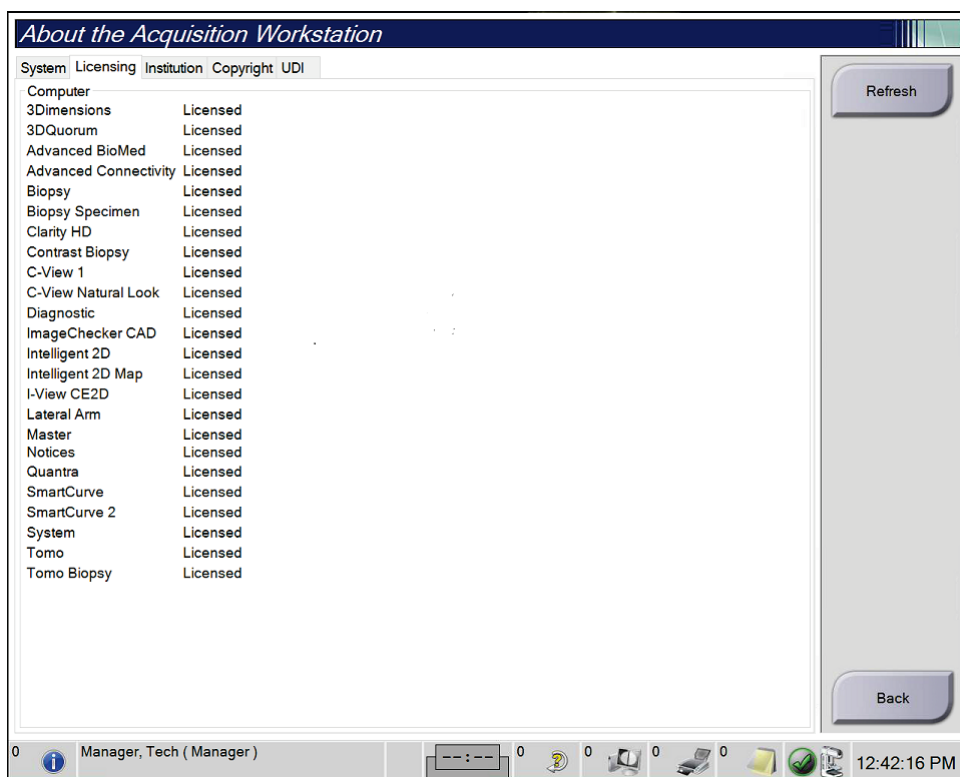 About the Acquisition Workstation
System Licensing Institution Copyright UDI
Computer
3Dimensions Licensed
3DQuorum Licensed
Advanced BioMed Licensed
Advanced Connectivity Licensed
Biopsy Licensed
Biopsy Specimen Licensed
Clarity HD Licensed
Contrast Biopsy Licensed
C-View 1 Licensed
C-View Natural Look Licensed
Diagnostic Licensed
ImageChecker CAD Licensed
Intelligent 2D Licensed
Intelligent 2D Map Licensed
I-View CE2D Licensed
Lateral Arm Licensed
Master Licensed
Notices Licensed
Quantra Licensed
SmartCurve Licensed
SmartCurve 2 Licensed
System Licensed
Tomo Licensed
Tomo Biopsy Licensed
Refresh
Back
0 Manager, Tech ( Manager ) --:-- 0 0 0 0 12:42:16 PM